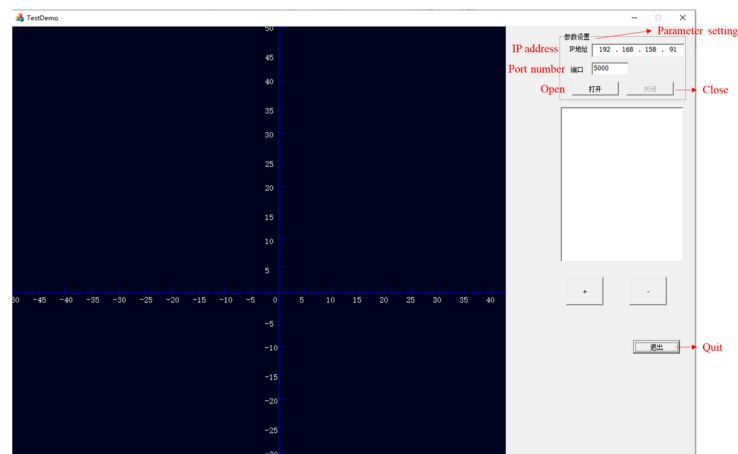 TestDemo
50
参数设置
Parameter setting
IP address
IP地址
192 . 168 . 158 . 91
45
Port number
端口
5000
40
Open
打开
关闭
Close
35
30
25
20
15
10
5
50 -45 -40 -35 -30 -25 -20 -15 -10 -5 0 5 10 15 20 25 30 35 40
+
-
-5
-10
退出
Quit
-15
-20
-25
-30